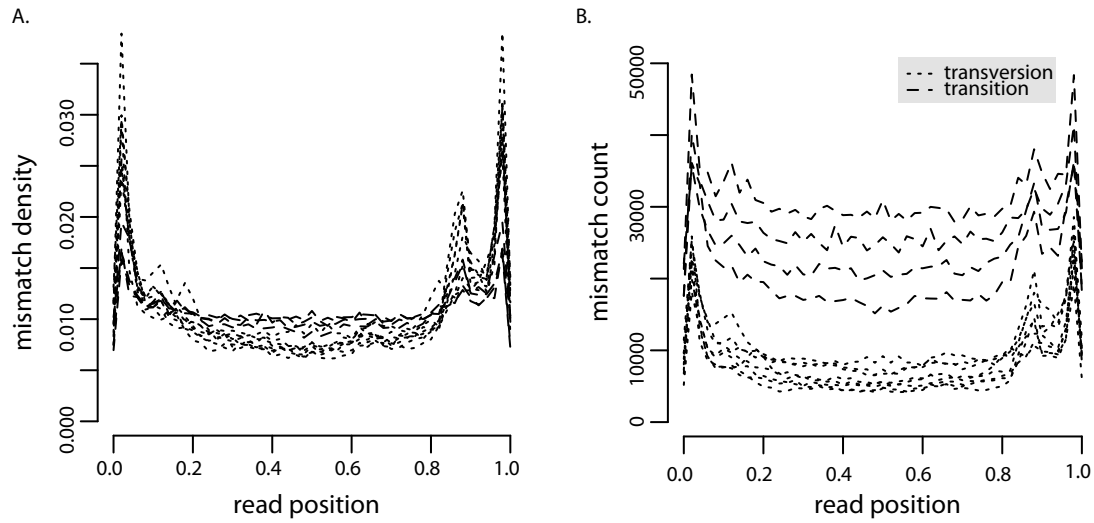 A.
mismatch density
0.030
0.020
0.010
0.000
0.0 0.2 0.4 0.6 0.8 1.0
read position
B.
transversion
transition
mismatch count
50000
30000
10000
0
0.0 0.2 0.4 0.6 0.8 1.0
read position